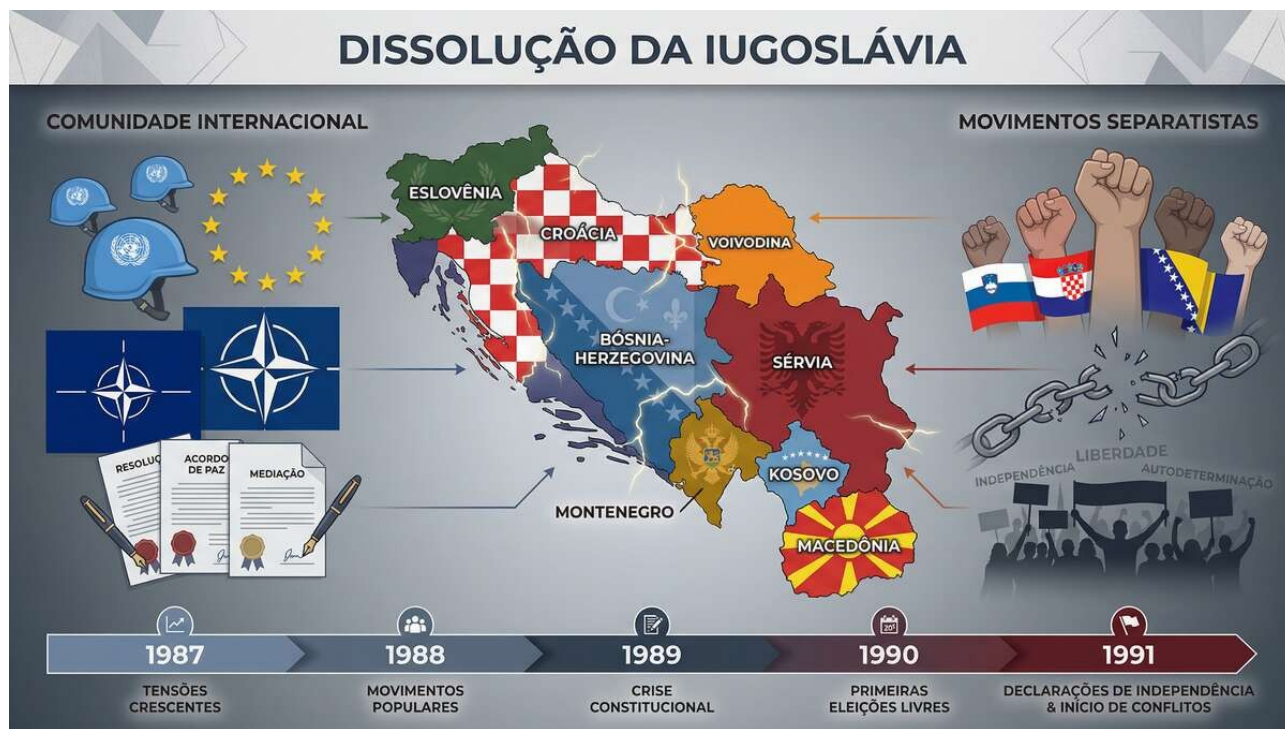 DISSOLUÇÃO DA IUGOSLÁVIA
COMUNIDADE INTERNACIONAL
MOVIMENTOS SEPARATISTAS
ESLOVÊNIA
CROÁCIA
VOIVODINA
BÓSNIA-
HERZEGOVINA
SÉRVIA
KOSOVO
MONTENEGRO
MACEDÔNIA
RESOLUÇ
ACORDO
DE PAZ
MEDIAÇÃO
INDEPENDÊNCIA
LIBERDADE
AUTODETERMINAÇÃO
1987
TENSÕES
CRESCENTES
1988
MOVIMENTOS
POPULARES
1989
CRISE
CONSTITUCIONAL
1990
PRIMEIRAS
ELEIÇÕES LIVRES
1991
DECLARAÇÕES DE INDEPENDÊNCIA
& INÍCIO DE CONFLITOS